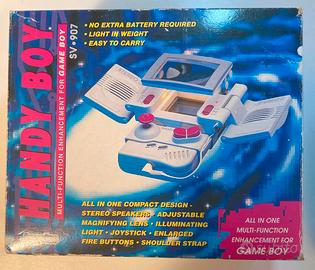 HANDY BOY
MULTI-FUNCTION ENHANCEMENT FOR GAME BOY
SV-907
• NO EXTRA BATTERY REQUIRED
• LIGHT IN WEIGHT
• EASY TO CARRY
ALL IN ONE COMPACT DESIGN -
STEREO SPEAKERS • ADJUSTABLE
MAGNIFYING LENS • ILLUMINATING
LIGHT • JOYSTICK • ENLARGED
FIRE BUTTONS • SHOULDER STRAP
ALL IN ONE
MULTI-FUNCTION
ENHANCEMENT FOR
GAME BOY